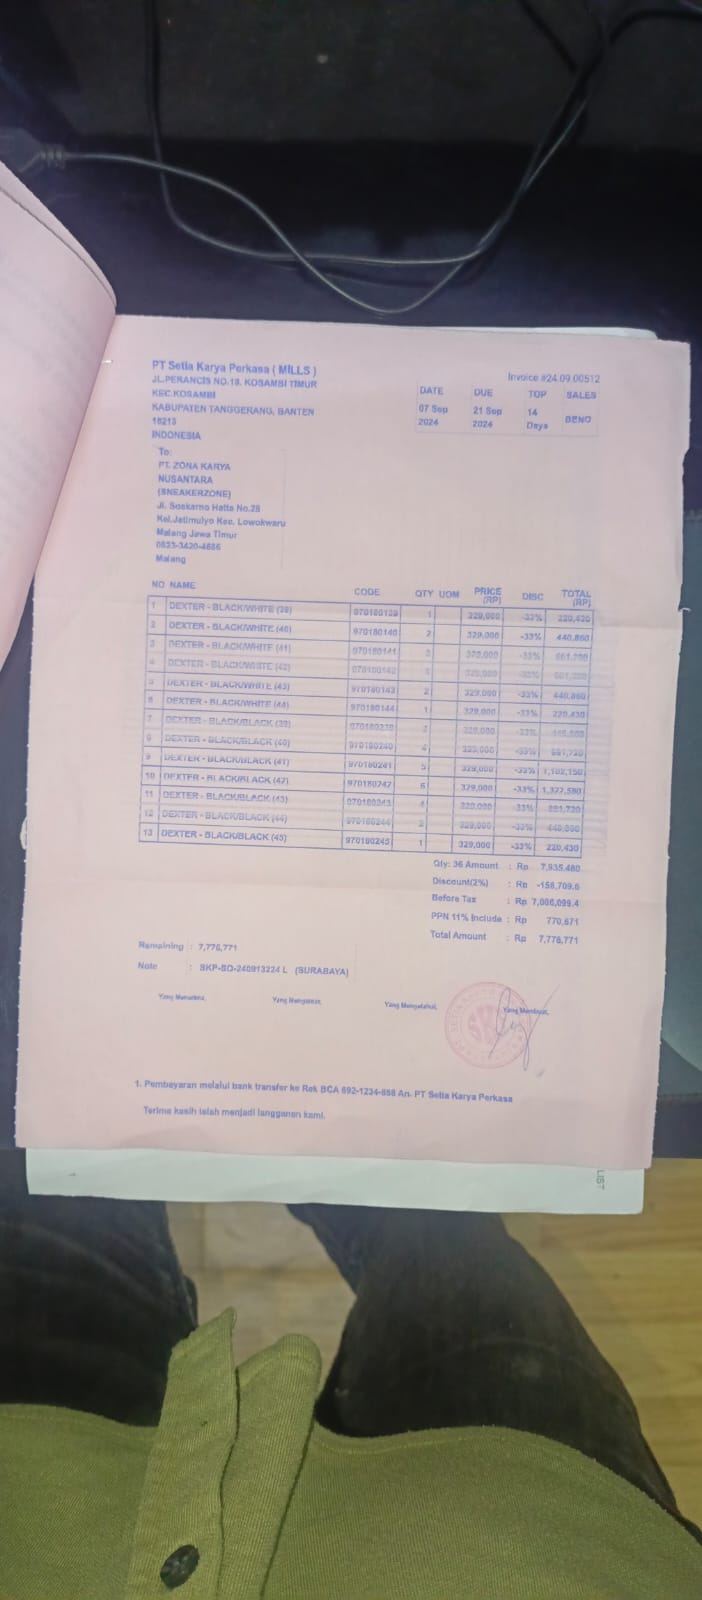 PT Setia Karya Perkasa ( MILLS )
JL.PERANCIS NO.18. KOSAMBI TIMUR
KEC.KOSAMBI
KABUPATEN TANGGERANG, BANTEN
INDONESIA
Invoice #24.09.00512
DATE DUE TOP SALES
07 Sep 2024 21 Sep 2024 14 Days BENO
To:
PT. ZONA KARYA
NUSANTARA
(SNEAKERZONE)
Jl. Soekarno Hatta No.28
Kel.Jatimulyo Kec. Lowokwaru
Malang Jawa Timur
0823-3420-4686
Malang
NO NAME CODE QTY UOM PRICE (RP) DISC TOTAL (RP)
1 DEXTER - BLACK/WHITE (39) 970180139 1 329,000 -33% 220,430
2 DEXTER - BLACK/WHITE (40) 970180140 2 329,000 -33% 440,860
3 DEXTER - BLACK/WHITE (41) 970180141 3 329,000 -33%
4 DEXTER - BLACK/WHITE (42) 970180142 329,000 -33%
5 DEXTER - BLACK/WHITE (43) 970180143 2 329,000 -33% 440,860
6 DEXTER - BLACK/WHITE (44) 970180144 1 329,000 -33% 220,430
7 DEXTER - BLACK/BLACK (39) 329,000 -33%
8 DEXTER - BLACK/BLACK (40) 970180240 4 329,000 -33% 881,720
9 DEXTER - BLACK/BLACK (41) 970180241 5 329,000 -33% 1,102,150
10 DEXTER - BLACK/BLACK (42) 970180242 6 329,000 -33% 1,322,580
11 DEXTER - BLACK/BLACK (43) 970180243 4 329,000 -33% 881,720
12 DEXTER - BLACK/BLACK (44) 970180244 2 329,000 -33% 440,860
13 DEXTER - BLACK/BLACK (45) 970180245 1 329,000 -33% 220,430
Qty: 36 Amount : Rp 7,935,480
Discount(2%) : Rp -158,709.6
Before Tax : Rp 7,006,099.4
PPN 11% Include : Rp 770,671
Total Amount : Rp 7,776,771
Remaining : 7,776,771
Note : SKP-SO-240913224 L (SURABAYA)
Yang Menerima, Yang Mengetahui, Yang Membuat,
1. Pembayaran melalui bank transfer ke Rek BCA 692-1234-888 An. PT Setia Karya Perkasa
Terima kasih telah menjadi langganan kami.
LIST